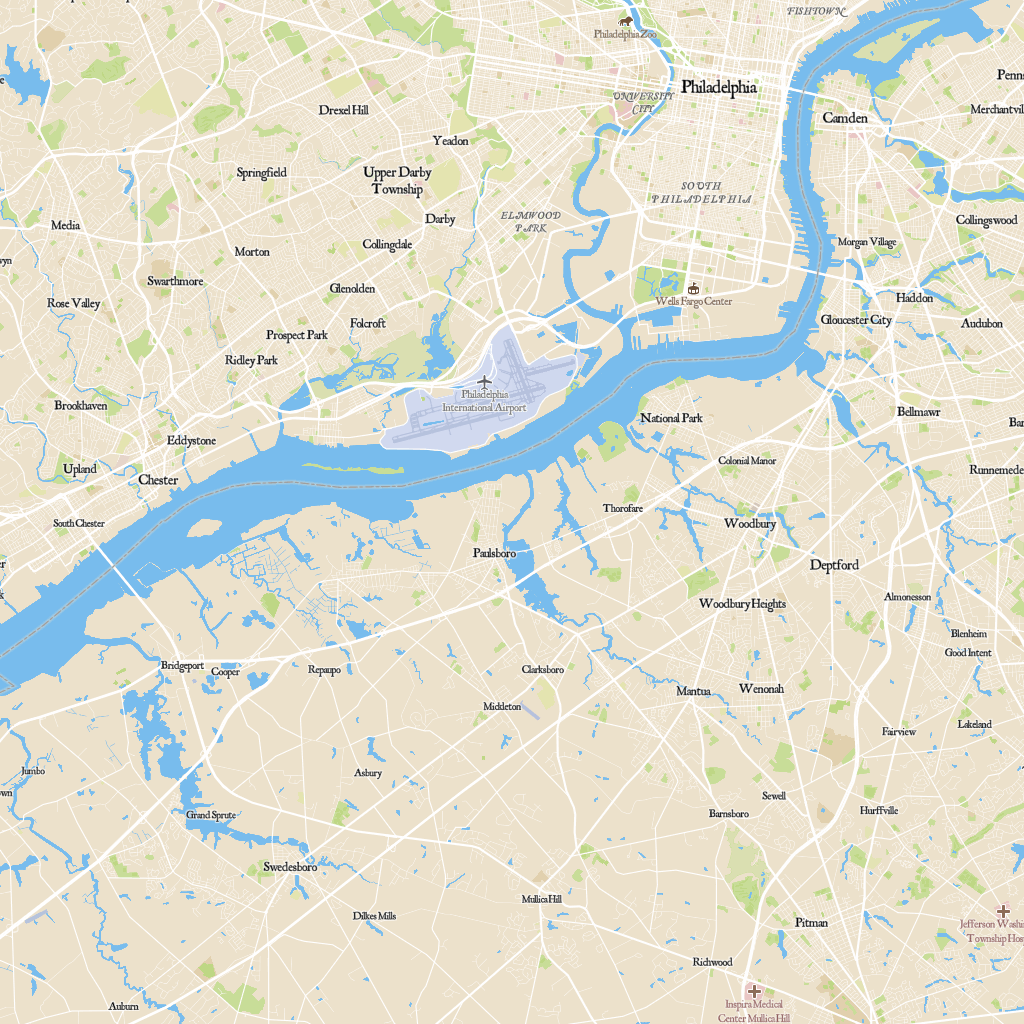 FISHTOWN
Philadelphia Zoo
Philadelphia
UNIVERSITY
CITY
Drexel Hill
Camden
Merchantvil
Yeadon
Springfield
Upper Darby
Township
SOUTH
PHILADELPHIA
Media
Darby
ELMWOOD
PARK
Collingswood
Morton
Collingdale
Morgan Village
Swarthmore
Glenolden
Rose Valley
Wells Fargo Center
Haddon
Folcroft
Gloucester City
Audubon
Prospect Park
Ridley Park
Philadelphia
International Airport
Brookhaven
National Park
Bellmawr
Eddystone
Colonial Manor
Upland
Runnemede
Chester
Thorofare
South Chester
Woodbury
Paulsboro
Deptford
Woodbury Heights
Almonesson
Blenheim
Good Intent
Bridgeport
Cooper
Repaupo
Clarksboro
Mantua
Wenonah
Middleton
Lakeland
Fairview
Jumbo
Asbury
Sewell
Grand Sprute
Barnsboro
Hurffville
Swedesboro
Mullica Hill
Dilkes Mills
Pitman
Jefferson Washi
Township Hos
Richwood
Auburn
Inspira Medical
Center Mullica Hill